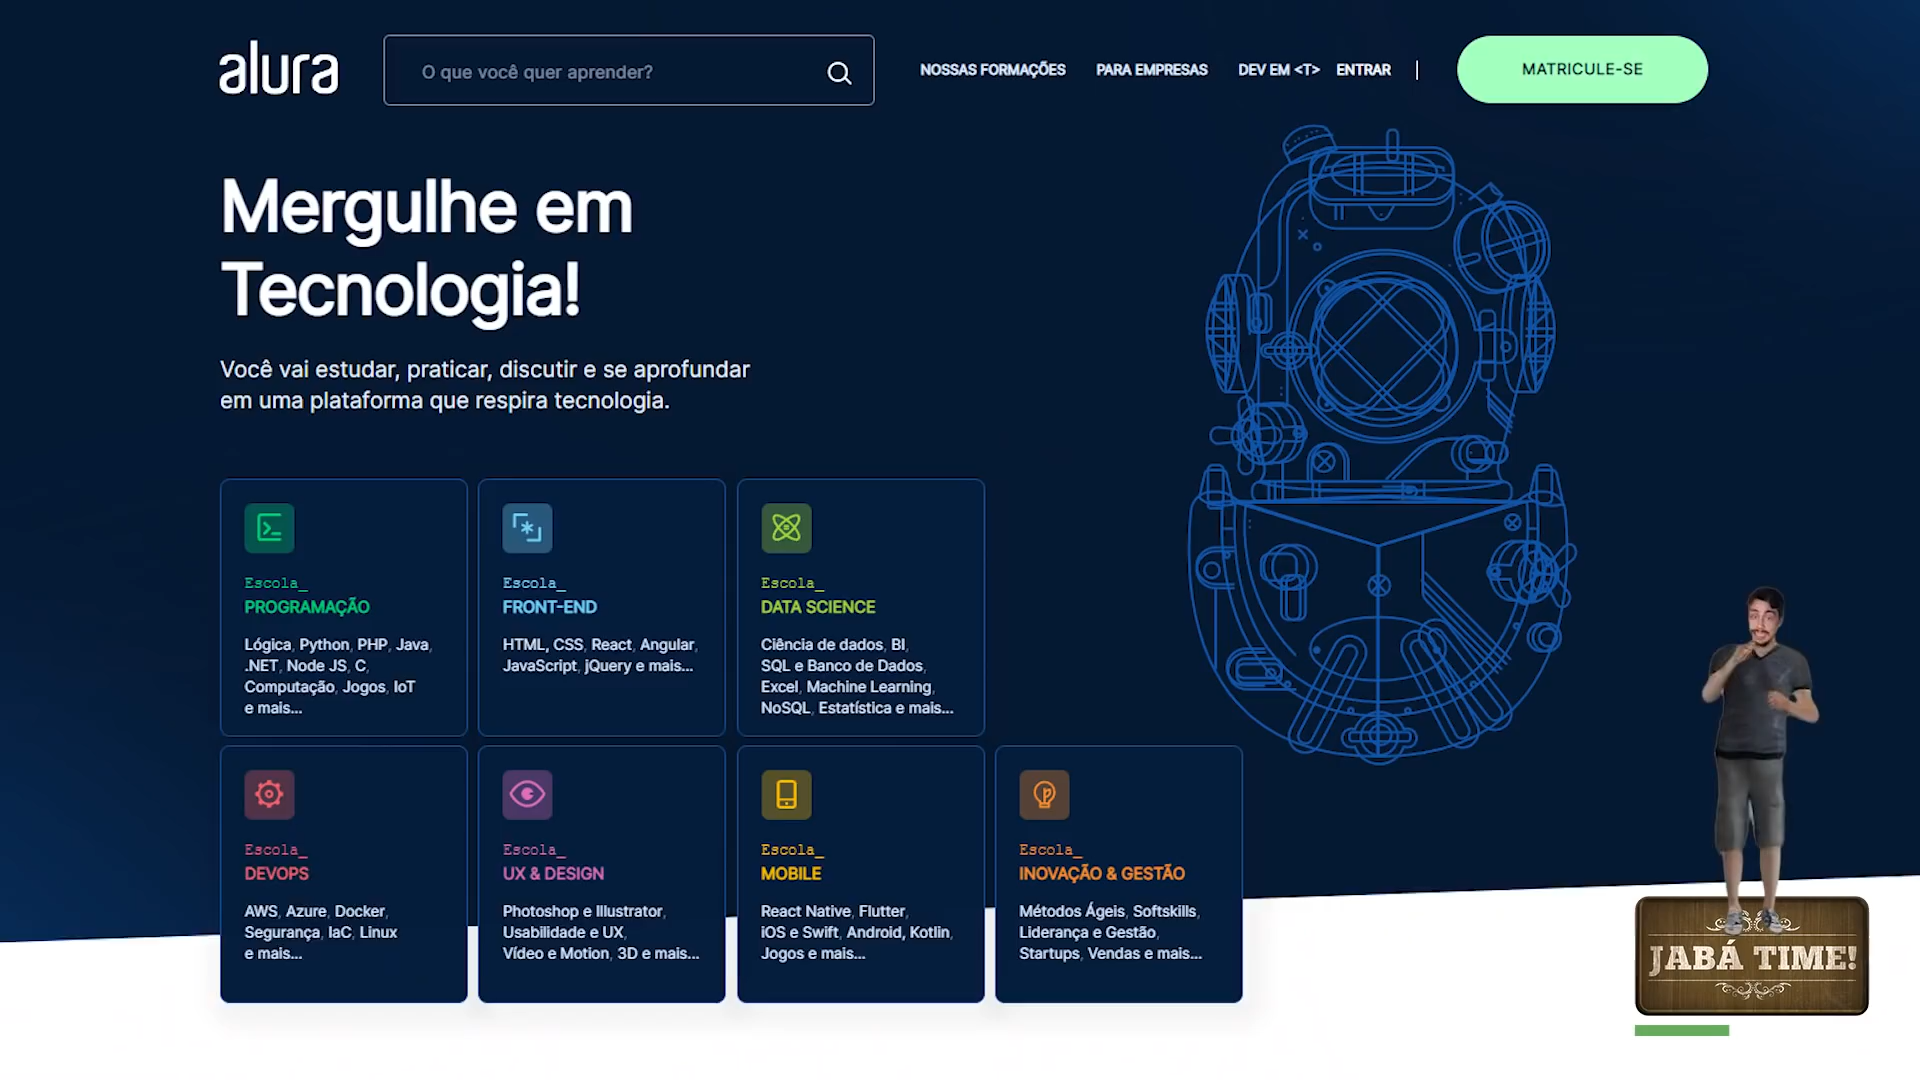 alura
O que você quer aprender?
NOSSAS FORMAÇÕES
PARA EMPRESAS
DEV EM <T>
ENTRAR
MATRICULE-SE
Mergulhe em
Tecnologia!
Você vai estudar, praticar, discutir e se aprofundar
em uma plataforma que respira tecnologia.
Escola_
PROGRAMAÇÃO
Lógica, Python, PHP, Java,
.NET, Node JS, C,
Computação, Jogos, IoT
e mais...
Escola_
FRONT-END
HTML, CSS, React, Angular,
JavaScript, jQuery e mais...
Escola_
DATA SCIENCE
Ciência de dados, BI,
SQL e Banco de Dados,
Excel, Machine Learning,
NoSQL, Estatística e mais...
Escola_
DEVOPS
AWS, Azure, Docker,
Segurança, IaC, Linux
e mais...
Escola_
UX & DESIGN
Photoshop e Illustrator,
Usabilidade e UX,
Vídeo e Motion, 3D e mais...
Escola_
MOBILE
React Native, Flutter,
iOS e Swift, Android, Kotlin,
Jogos e mais...
Escola_
INOVAÇÃO & GESTÃO
Métodos Ágeis, Softskills,
Liderança e Gestão,
Startups, Vendas e mais...
JABÁ TIME!